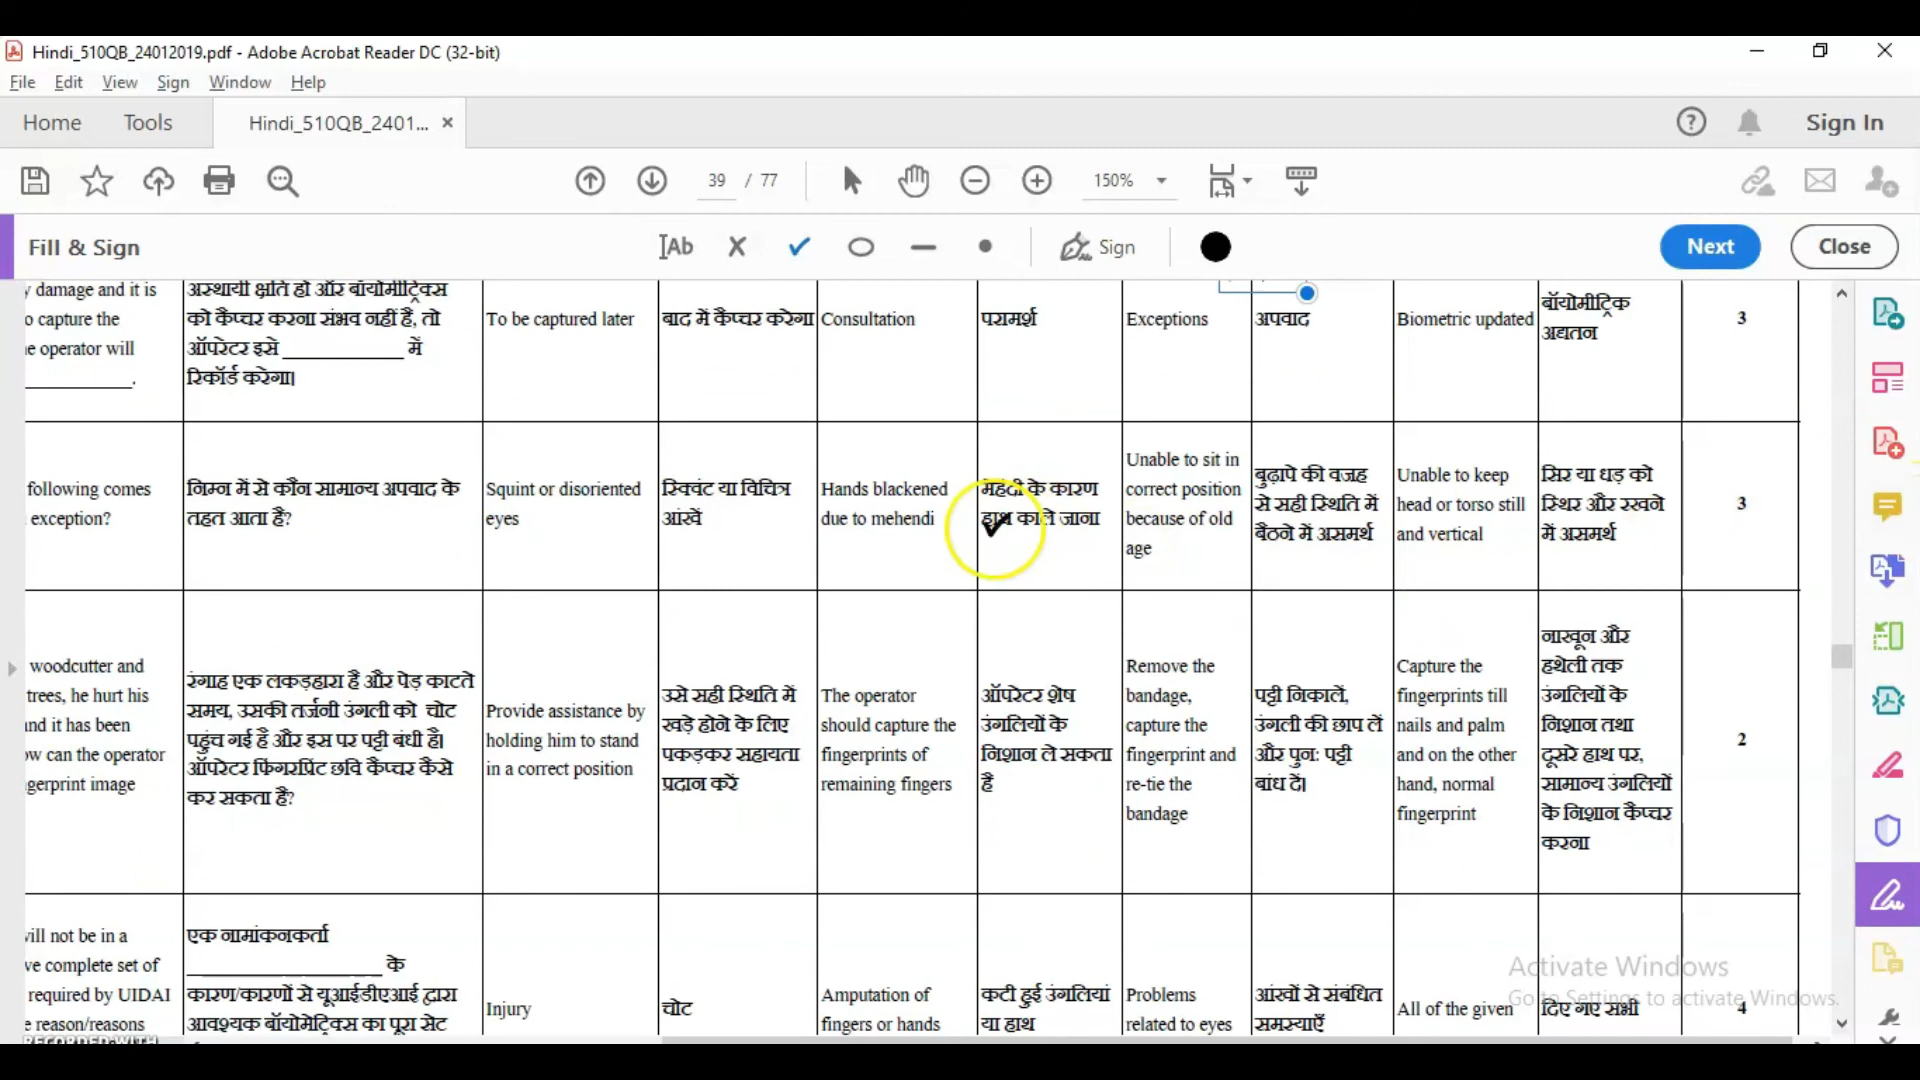 Hindi_510QB_24012019.pdf - Adobe Acrobat Reader DC (32-bit)
File Edit View Sign Window Help
Home Tools Hindi_510QB_2401... × Sign In
39 / 77 150%
Fill & Sign Ab Sign Next Close
y damage and it is
o capture the
e operator will
____________.
अस्थायी क्षति हो और बॉयोमीट्रिक्स
को कैप्चर करना संभव नहीं है, तो
ऑपरेटर इसे ____________ में
रिकॉर्ड करेगा।
To be captured later
बाद में कैप्चर करेगा
Consultation
परामर्श
Exceptions
अपवाद
Biometric updated
बॉयोमीट्रिक
अद्यतन
3
following comes
exception?
निम्न में से कौन सामान्य अपवाद के
तहत आता है?
Squint or disoriented
eyes
स्क्विंट या विचित्र
आंखें
Hands blackened
due to mehendi
मेहंदी के कारण
हाथ काले जाना
Unable to sit in
correct position
because of old
age
बुढ़ापे की वजह
से सही स्थिति में
बैठने में असमर्थ
Unable to keep
head or torso still
and vertical
सिर या धड़ को
स्थिर और रखने
में असमर्थ
3
woodcutter and
trees, he hurt his
nd it has been
ow can the operator
gerprint image
रंगाह एक लकड़हारा है और पेड़ काटते
समय, उसकी तर्जनी उंगली को चोट
पहुंच गई है और इस पर पट्टी बंधी है।
ऑपरेटर फिंगरप्रिंट छवि कैप्चर कैसे
कर सकता है?
Provide assistance by
holding him to stand
in a correct position
उसे सही स्थिति में
खड़े होने के लिए
पकड़कर सहायता
प्रदान करें
The operator
should capture the
fingerprints of
remaining fingers
ऑपरेटर शेष
उंगलियों के
निशान ले सकता
है
Remove the
bandage,
capture the
fingerprint and
re-tie the
bandage
पट्टी निकालें,
उंगली की छाप लें
और पुनः पट्टी
बांध दें।
Capture the
fingerprints till
nails and palm
and on the other
hand, normal
fingerprint
नाखून और
हथेली तक
उंगलियों के
निशान तथा
दूसरे हाथ पर,
सामान्य उंगलियों
के निशान कैप्चर
करना
2
ill not be in a
ve complete set of
required by UIDAI
e reason/reasons
एक नामांकनकर्ता
____________________ के
कारण/कारणों से यूआईडीएआई द्वारा
आवश्यक बॉयोमेट्रिक्स का पूरा सेट
Injury
चोट
Amputation of
fingers or hands
कटी हुई उंगलियां
या हाथ
Problems
related to eyes
आंखों से संबंधित
समस्याएँ
All of the given
दिए गए सभी
4
Activate Windows
Go to Settings to activate Windows.
RECORDED WITH